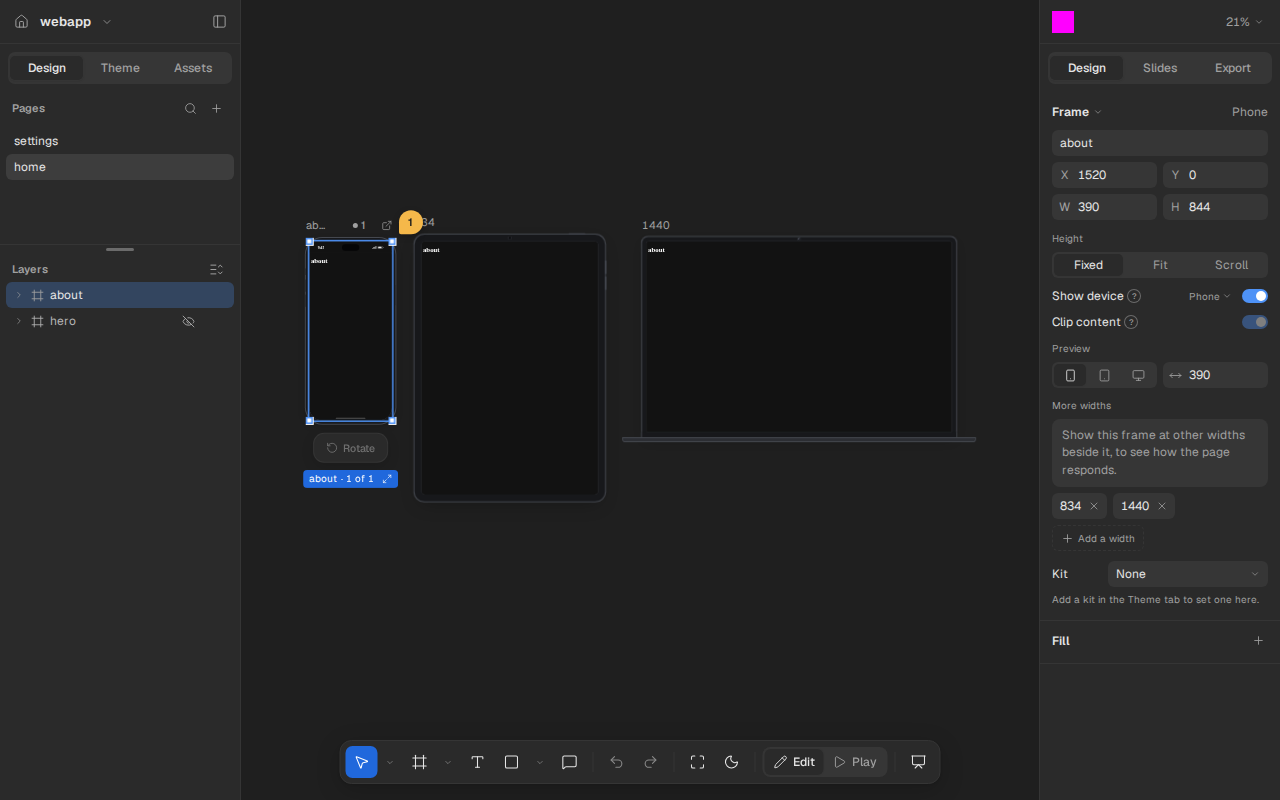 webapp
Design Theme Assets
Pages
settings
home
Layers
about
hero
ab... 1
1
34
about
Rotate
about · 1 of 1
about
1440
about
Edit Play
21%
Design Slides Export
Frame Phone
about
X 1520 Y 0
W 390 H 844
Height
Fixed Fit Scroll
Show device ? Phone
Clip content ?
Preview
390
More widths
Show this frame at other widths
beside it, to see how the page
responds.
834 1440
Add a width
Kit None
Add a kit in the Theme tab to set one here.
Fill